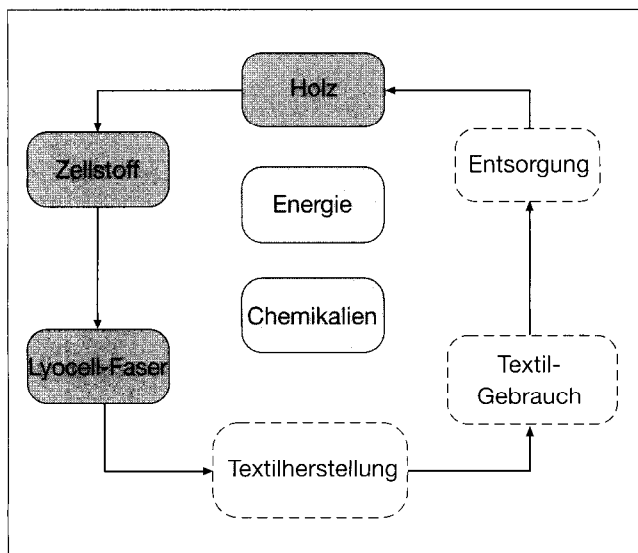 Holz
Zellstoff
Entsorgung
Energie
Chemikalien
Lyocell-Faser
Textil-
Gebrauch
Textilherstellung